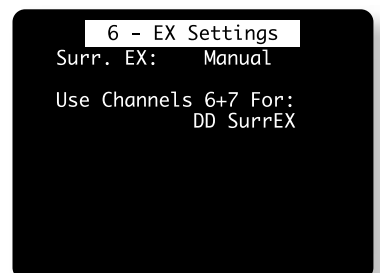 6 - EX Settings
Surr. EX: Manual
Use Channels 6+7 For:
DD SurrEX